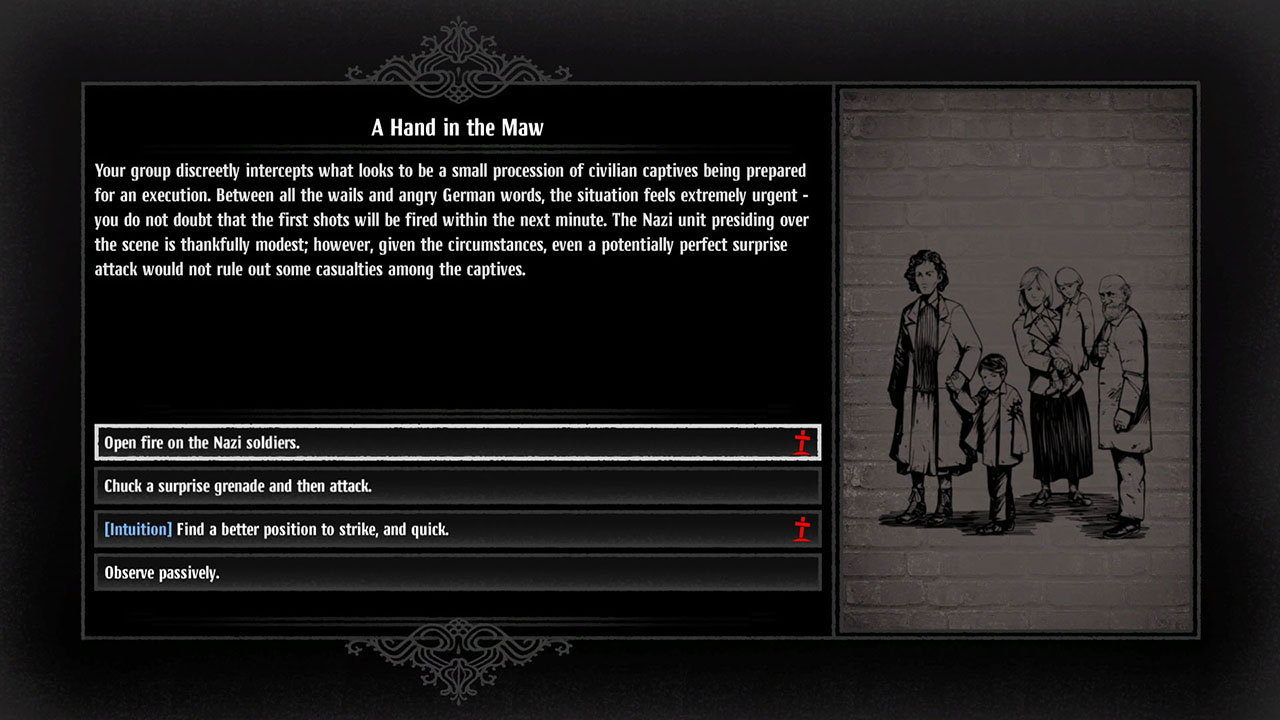 A Hand in the Maw
Your group discreetly intercepts what looks to be a small procession of civilian captives being prepared
for an execution. Between all the wails and angry German words, the situation feels extremely urgent -
you do not doubt that the first shots will be fired within the next minute. The Nazi unit presiding over
the scene is thankfully modest; however, given the circumstances, even a potentially perfect surprise
attack would not rule out some casualties among the captives.
Open fire on the Nazi soldiers.
Chuck a surprise grenade and then attack.
[Intuition] Find a better position to strike, and quick.
Observe passively.